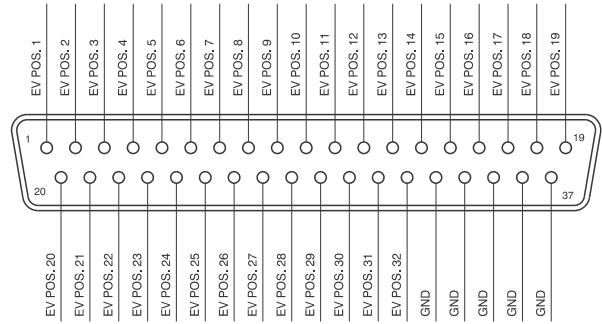 EV POS. 1
EV POS. 2
EV POS. 3
EV POS. 4
EV POS. 5
EV POS. 6
EV POS. 7
EV POS. 8
EV POS. 9
EV POS. 10
EV POS. 11
EV POS. 12
EV POS. 13
EV POS. 14
EV POS. 15
EV POS. 16
EV POS. 17
EV POS. 18
EV POS. 19
1
19
20
37
EV POS. 20
EV POS. 21
EV POS. 22
EV POS. 23
EV POS. 24
EV POS. 25
EV POS. 26
EV POS. 27
EV POS. 28
EV POS. 29
EV POS. 30
EV POS. 31
EV POS. 32
GND
GND
GND
GND
GND